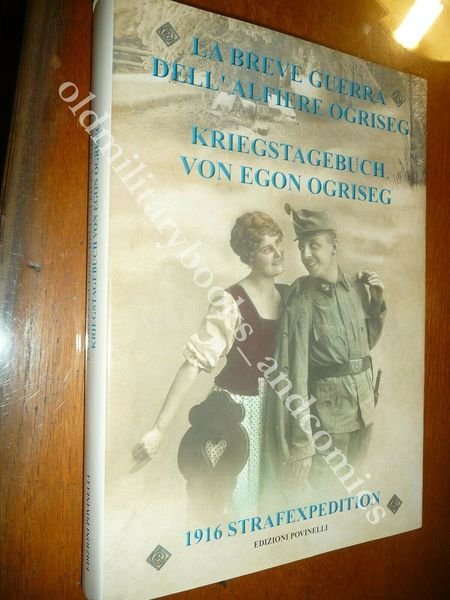 LA BREVE GUERRA
DELL' ALFIERE OGRISEG
KRIEGSTAGEBUCH
VON EGON OGRISEG
1916 STRAFEXPEDITION
EDIZIONI POVINELLI
KRIEGSTAGEBUCH VON EGON OGRISEG
EDIZIONI POVINELLI
oldmilitarybooks_andcomics